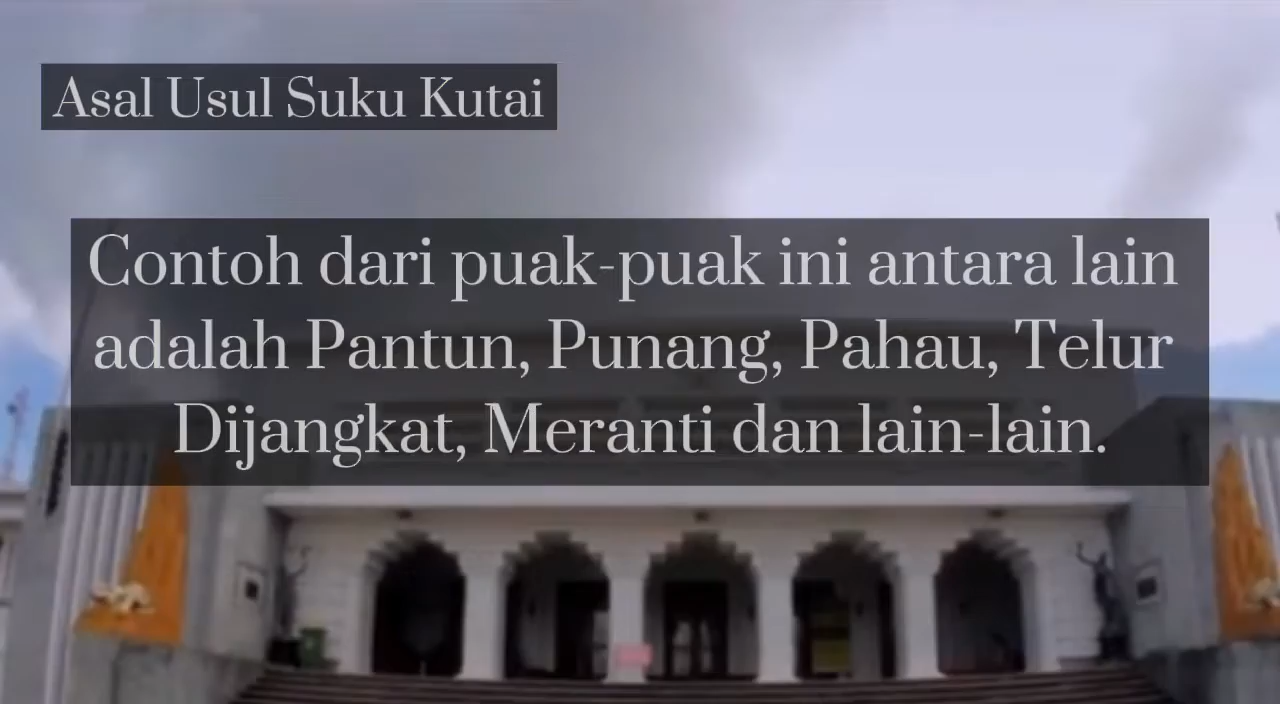 Asal Usul Suku Kutai
Contoh dari puak-puak ini antara lain
adalah Pantun, Punang, Pahau, Telur
Dijangkat, Meranti dan lain-lain.